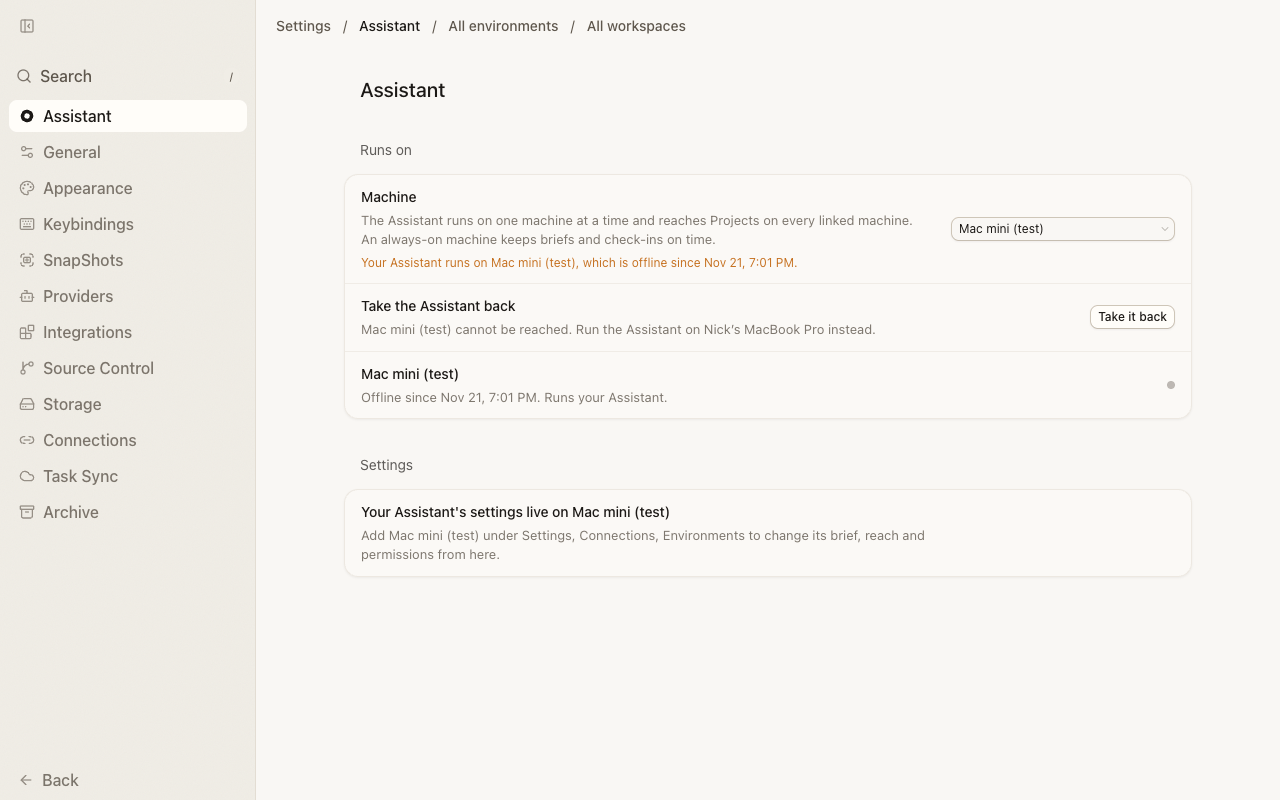 Settings / Assistant / All environments / All workspaces
Search /
Assistant
General
Appearance
Keybindings
SnapShots
Providers
Integrations
Source Control
Storage
Connections
Task Sync
Archive
Back
Assistant
Runs on
Machine
The Assistant runs on one machine at a time and reaches Projects on every linked machine.
An always-on machine keeps briefs and check-ins on time.
Your Assistant runs on Mac mini (test), which is offline since Nov 21, 7:01 PM.
Mac mini (test)
Take the Assistant back
Mac mini (test) cannot be reached. Run the Assistant on Nick's MacBook Pro instead.
Take it back
Mac mini (test)
Offline since Nov 21, 7:01 PM. Runs your Assistant.
Settings
Your Assistant's settings live on Mac mini (test)
Add Mac mini (test) under Settings, Connections, Environments to change its brief, reach and
permissions from here.